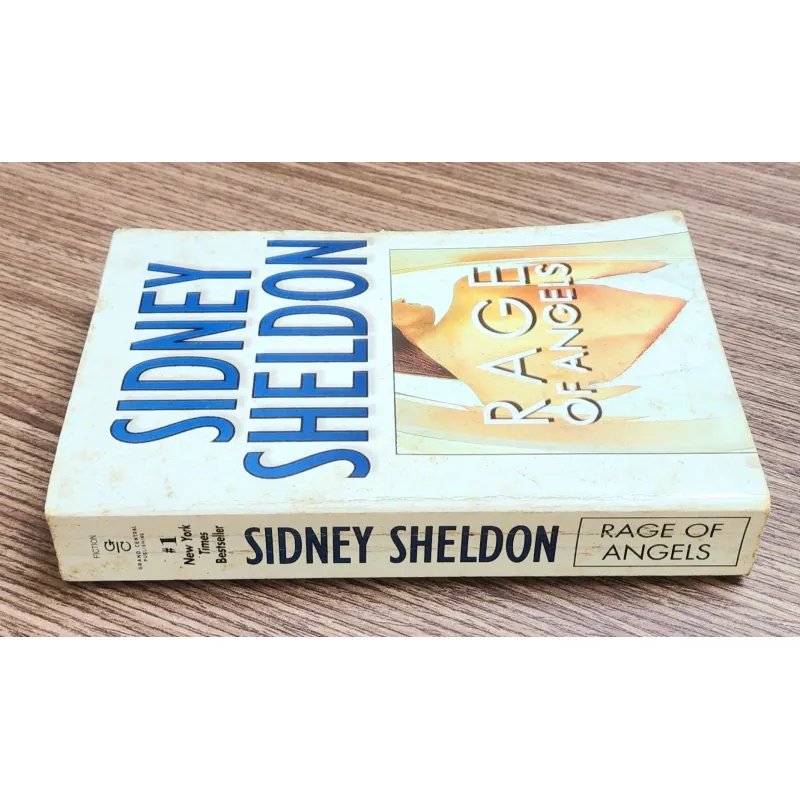 SIDNEY
SHELDON
RAGE
OF ANGELS
FICTION
GC
GRAND CENTRAL
PUBLISHING
#1
New York
Times
Bestseller
SIDNEY SHELDON
RAGE OF
ANGELS